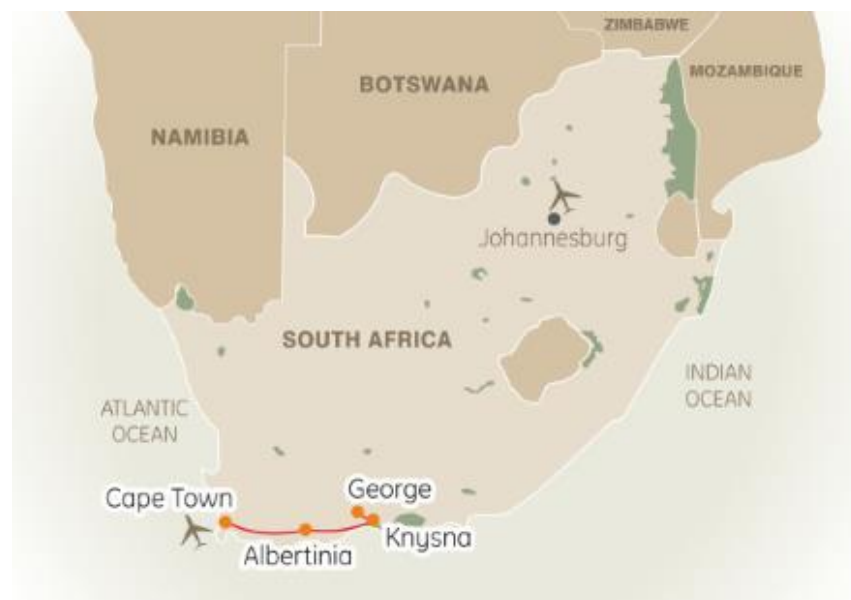 ZIMBABWE
MOZAMBIQUE
BOTSWANA
NAMIBIA
Johannesburg
SOUTH AFRICA
INDIAN
OCEAN
ATLANTIC
OCEAN
George
Cape Town
Knysna
Albertinia